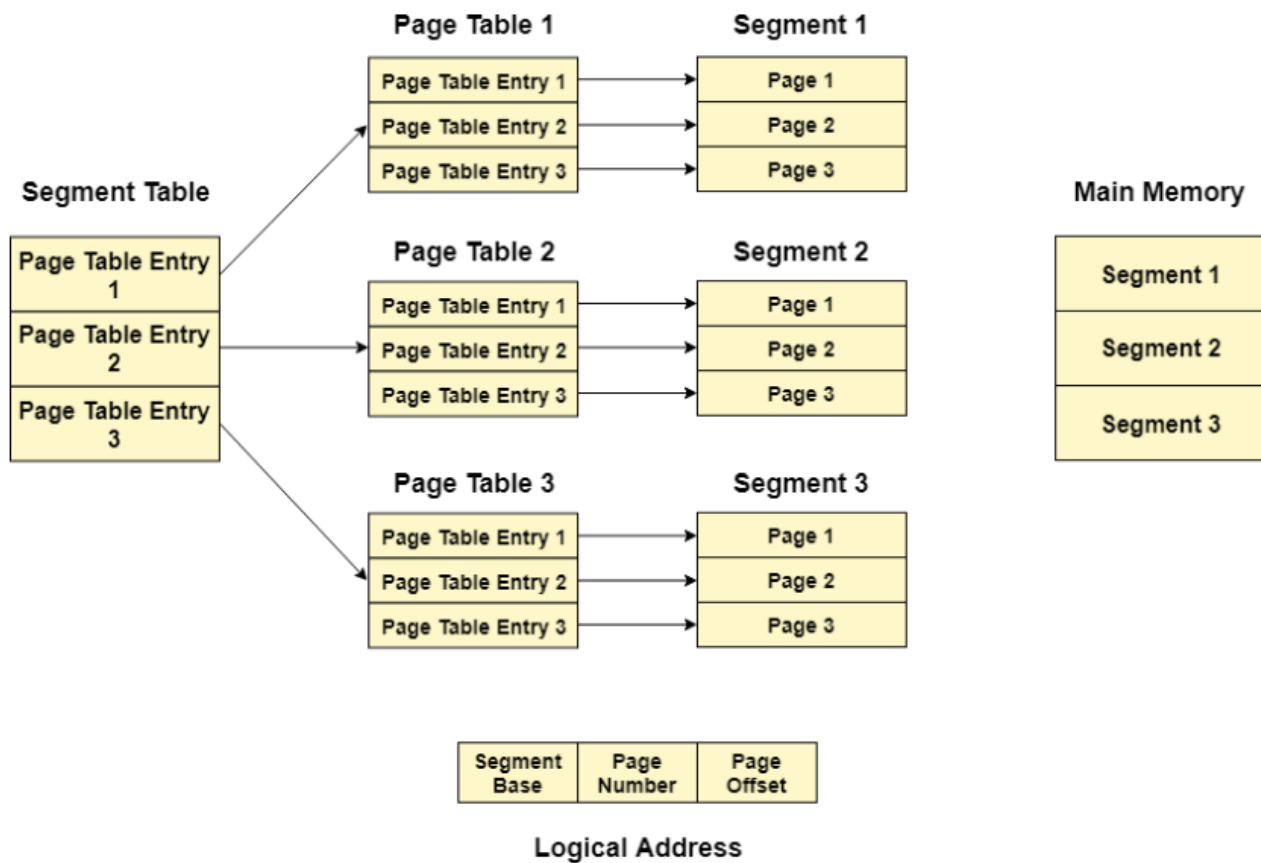 Page Table 1
Segment 1
Page Table Entry 1
Page 1
Page Table Entry 2
Page 2
Page Table Entry 3
Page 3
Segment Table
Page Table Entry
1
Page Table Entry
2
Page Table Entry
3
Page Table 2
Segment 2
Page Table Entry 1
Page 1
Page Table Entry 2
Page 2
Page Table Entry 3
Page 3
Main Memory
Segment 1
Segment 2
Segment 3
Page Table 3
Segment 3
Page Table Entry 1
Page 1
Page Table Entry 2
Page 2
Page Table Entry 3
Page 3
Segment
Base
Page
Number
Page
Offset
Logical Address